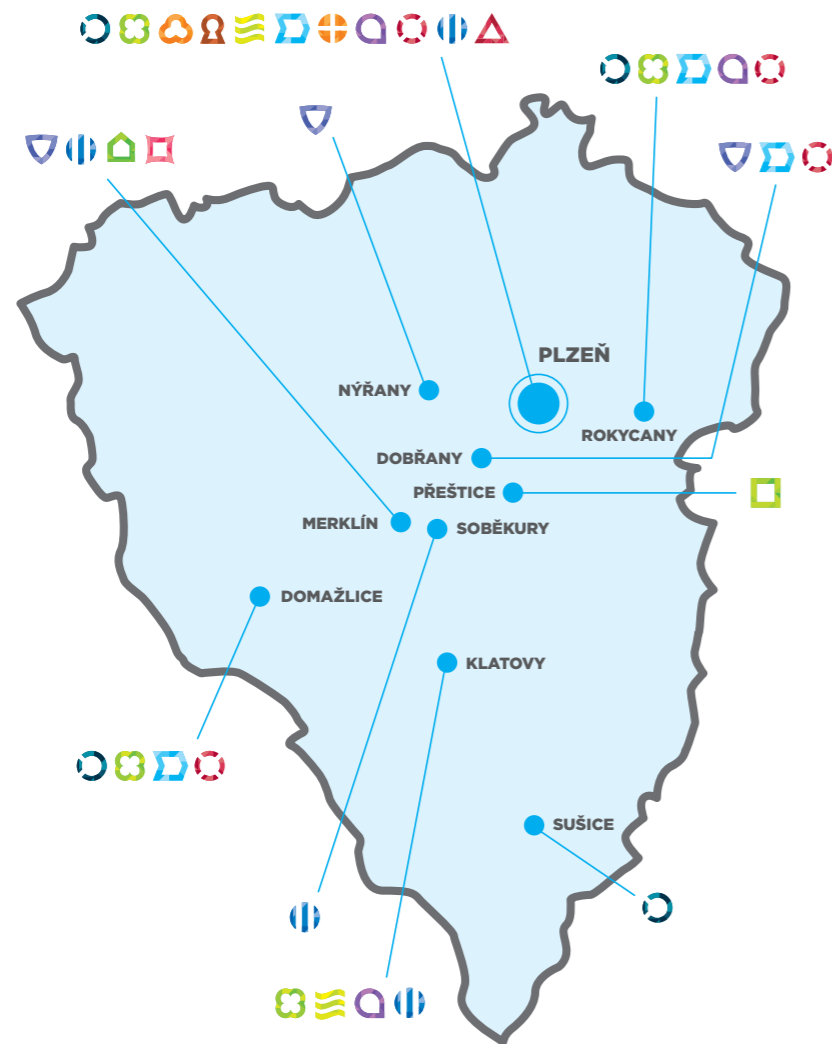 PLZEŇ
NÝŘANY
ROKYCANY
DOBŘANY
PŘEŠTICE
MERKLÍN
SOBĚKURY
DOMAŽLICE
KLATOVY
SUŠICE